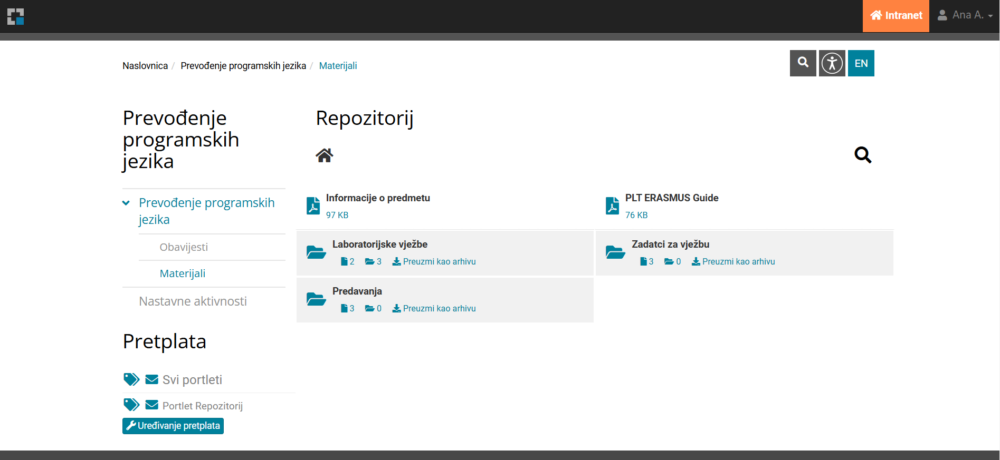 Intranet
Ana A.
Naslovnica / Prevođenje programskih jezika / Materijali
EN
Prevođenje
programskih
jezika
Prevođenje programskih
jezika
Obavijesti
Materijali
Nastavne aktivnosti
Pretplata
Svi portleti
Portlet Repozitorij
Uređivanje pretplata
Repozitorij
Informacije o predmetu
97 KB
PLT ERASMUS Guide
76 KB
Laboratorijske vježbe
2 3 Preuzmi kao arhivu
Zadatci za vježbu
3 0 Preuzmi kao arhivu
Predavanja
3 0 Preuzmi kao arhivu